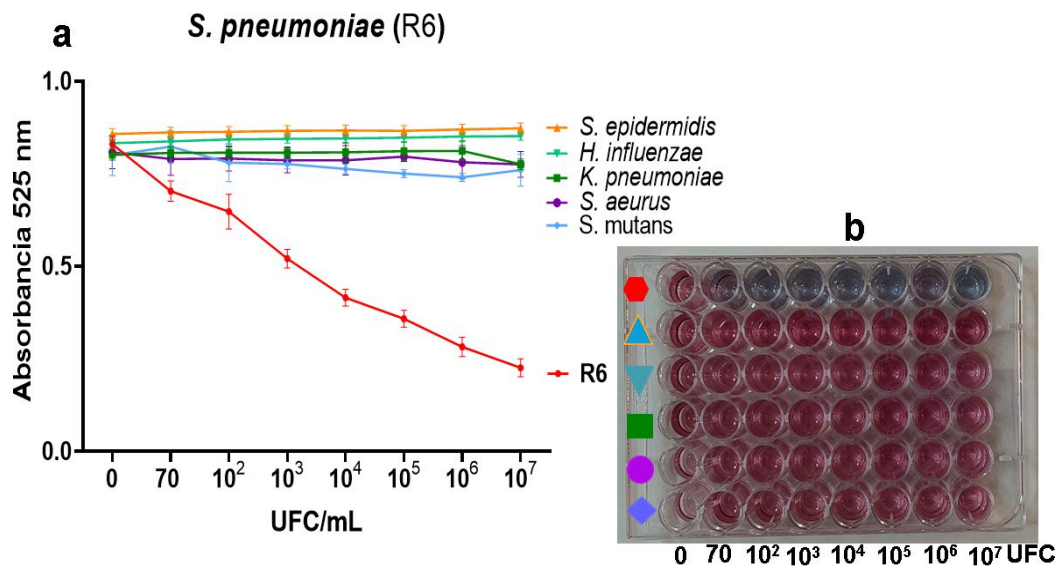 a
S. pneumoniae (R6)
Absorbancia 525 nm
1.0
0.5
0.0
0 70 10² 10³ 10⁴ 10⁵ 10⁶ 10⁷
UFC/mL
S. epidermidis
H. influenzae
K. pneumoniae
S. aeurus
S. mutans
R6
b
0 70 10² 10³ 10⁴ 10⁵ 10⁶ 10⁷ UFC